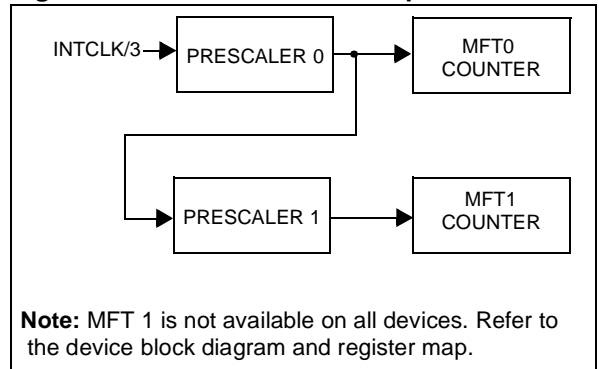 INTCLK/3
PRESCALER 0
MFT0
COUNTER
PRESCALER 1
MFT1
COUNTER
Note: MFT 1 is not available on all devices. Refer to
the device block diagram and register map.